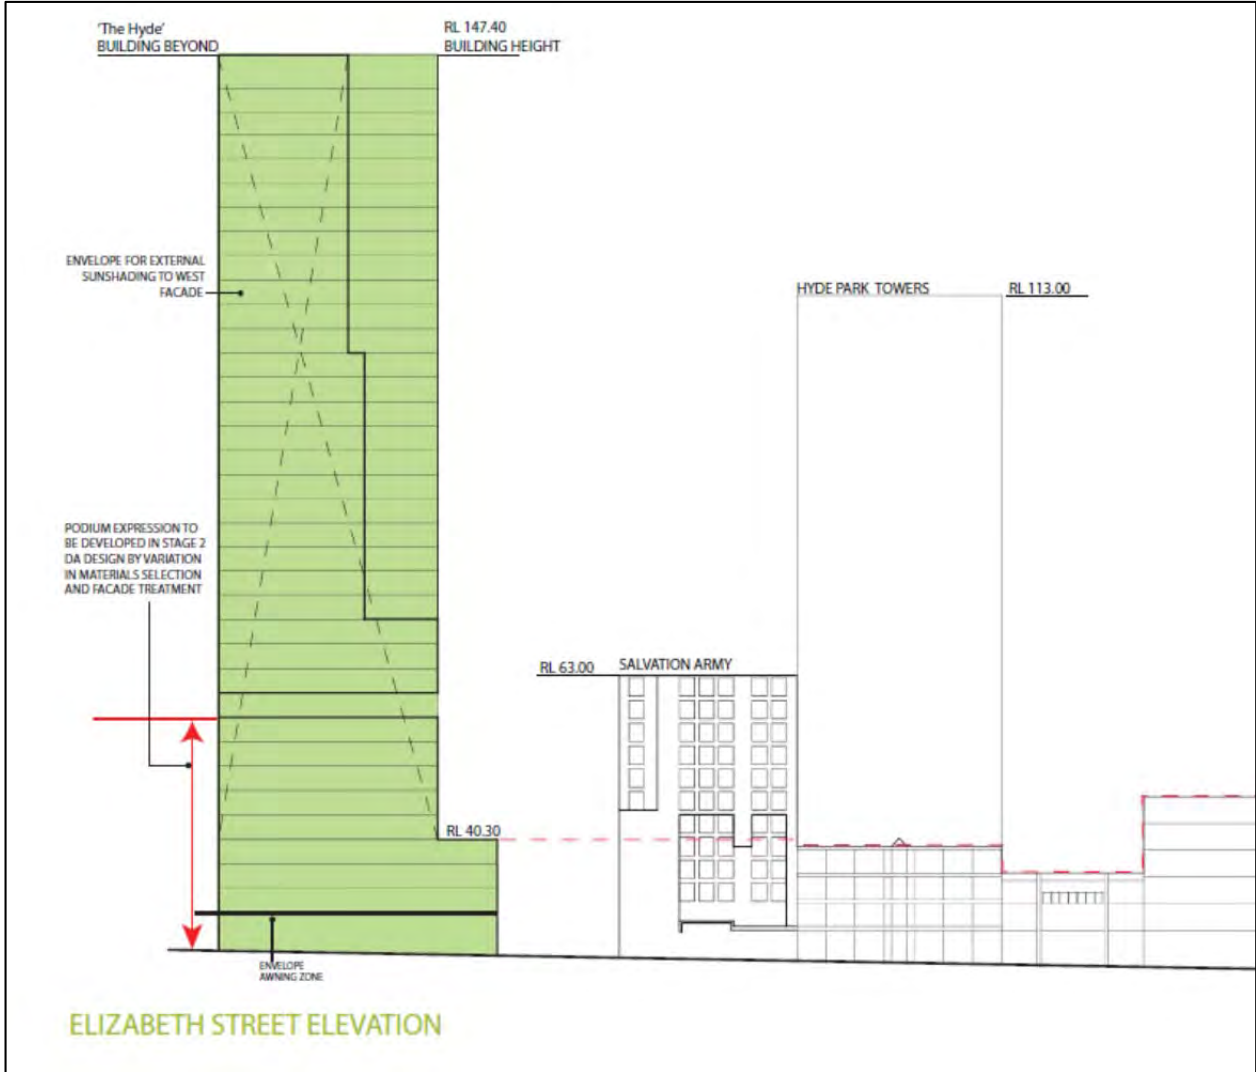 'The Hyde'
BUILDING BEYOND
RL 147.40
BUILDING HEIGHT
ENVELOPE FOR EXTERNAL
SUNSHADING TO WEST
FACADE
HYDE PARK TOWERS
RL 113.00
PODIUM EXPRESSION TO
BE DEVELOPED IN STAGE 2
DA DESIGN BY VARIATION
IN MATERIALS SELECTION
AND FACADE TREATMENT
RL 63.00
SALVATION ARMY
RL 40.30
ENVELOPE
AWNING ZONE
ELIZABETH STREET ELEVATION